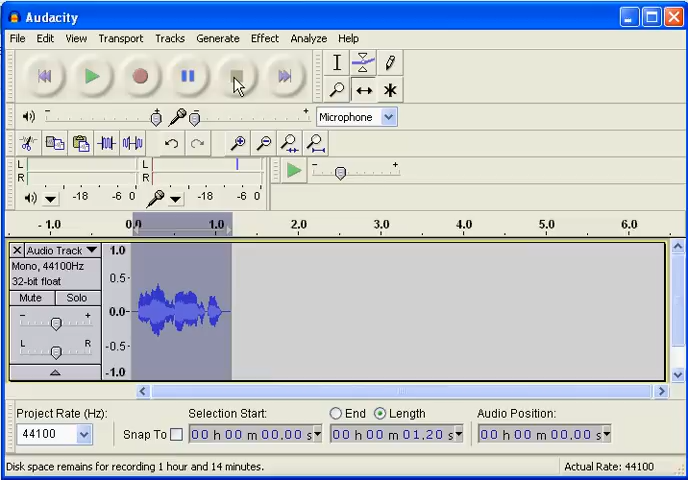 Audacity
File Edit View Transport Tracks Generate Effect Analyze Help
Microphone
L
R
-18 -6 0
L
R
-18 -6 0
- 1.0 0.0 1.0 2.0 3.0 4.0 5.0 6.0
Audio Track
Mono, 44100Hz
32-bit float
Mute Solo
- +
L R
1.0
0.5-
0.0-
-0.5-
-1.0
Project Rate (Hz): Selection Start: End Length Audio Position:
44100 Snap To 00 h 00 m 00.00 s 00 h 00 m 01.20 s 00 h 00 m 00.00 s
Disk space remains for recording 1 hour and 14 minutes. Actual Rate: 44100